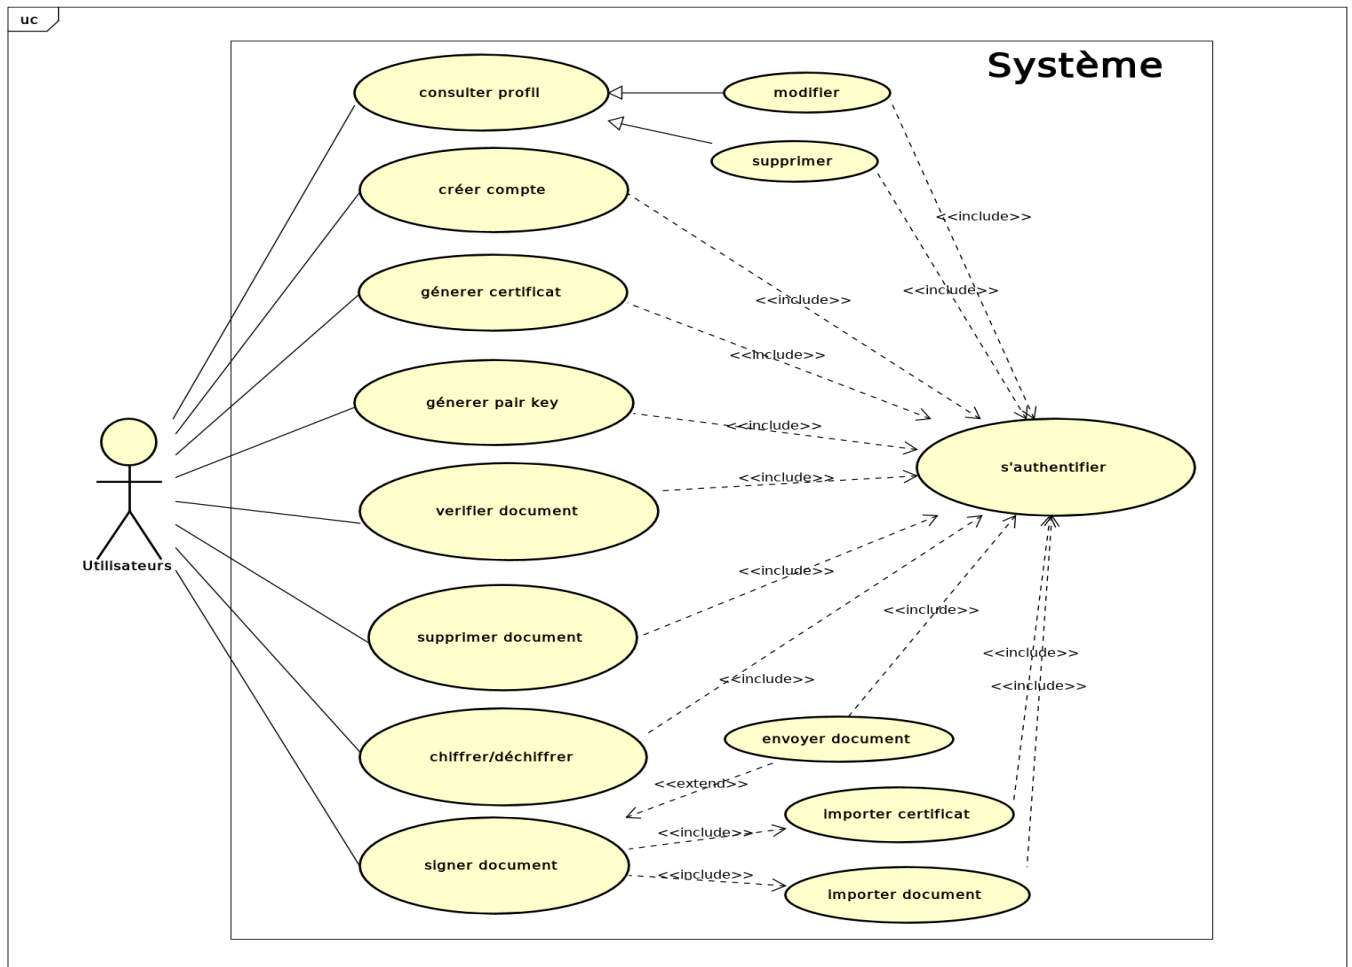 uc
Système
consulter profil
modifier
supprimer
créer compte
<<include>>
génerer certificat
<<include>>
<<include>>
<<include>>
génerer pair key
<<include>>
s'authentifier
<<include>>
verifier document
Utilisateurs
<<include>>
<<include>>
supprimer document
<<include>>
<<include>>
<<include>>
envoyer document
chiffrer/déchiffrer
<<extend>>
importer certificat
<<include>>
signer document
<<include>>
importer document